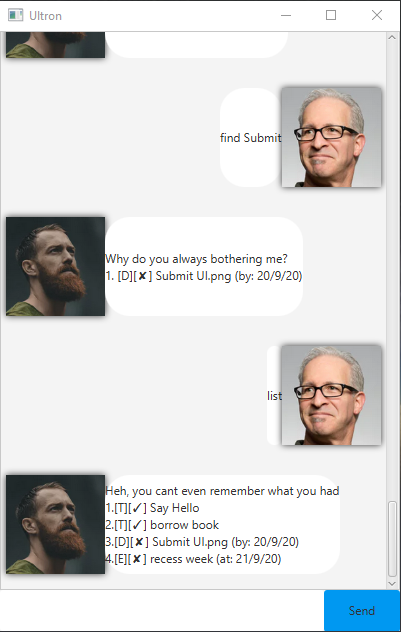 Ultron
find Submit
Why do you always bothering me?
1. [D][✘] Submit UI.png (by: 20/9/20)
list
Heh, you cant even remember what you had
1.[T][✓] Say Hello
2.[T][✓] borrow book
3.[D][✘] Submit UI.png (by: 20/9/20)
4.[E][✘] recess week (at: 21/9/20)
Send